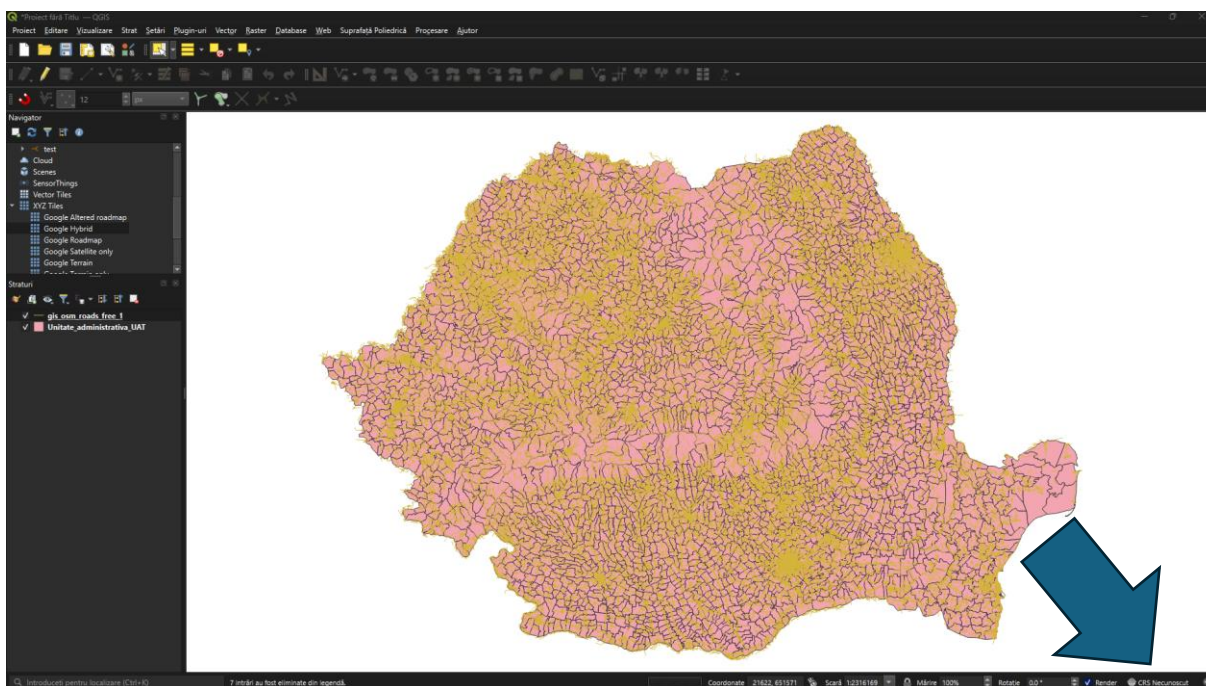 *Proiect fără Titlu — QGIS
Proiect Editare Vizualizare Strat Setări Plugin-uri Vector Raster Database Web Suprafață Poliedrică Procesare Ajutor
12 px
Navigator
test
Cloud
Scenes
SensorThings
Vector Tiles
XYZ Tiles
Google Altered roadmap
Google Hybrid
Google Roadmap
Google Satellite only
Google Terrain
Google Terrain only
Straturi
gis_osm_roads_free_1
Unitate_administrativa_UAT
Introduceți pentru localizare (Ctrl+K) 7 intrări au fost eliminate din legendă. Coordonate 21622, 651571 Scară 1:2316169 Mărire 100% Rotație 0.0 ° Render CRS Necunoscut